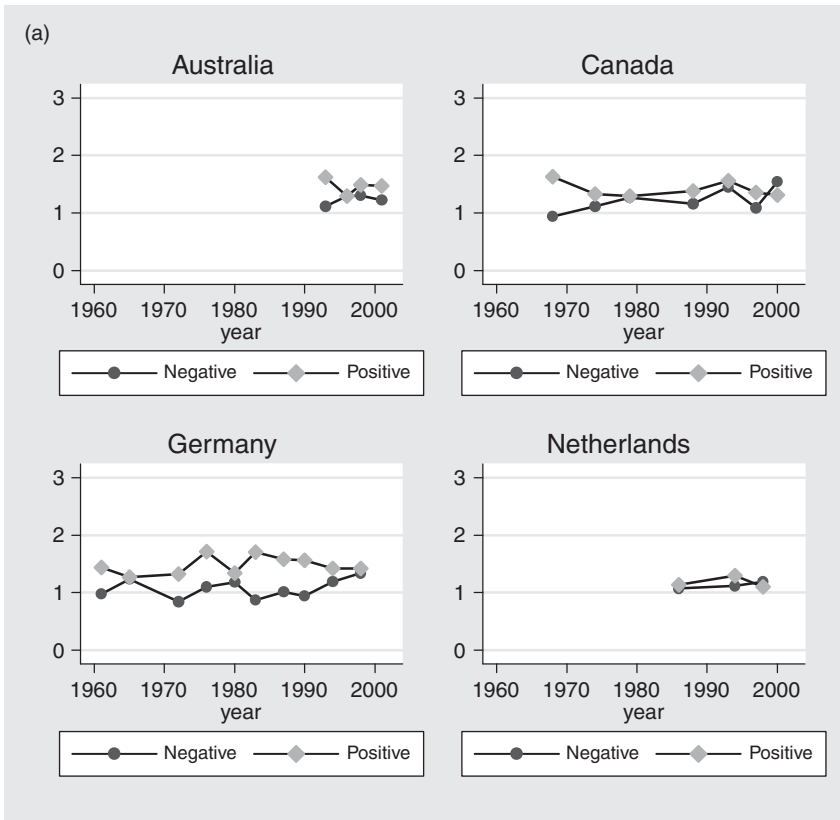 (a)
Australia
3
2
1
0
1960 1970 1980 1990 2000
year
Negative Positive
Canada
3
2
1
0
1960 1970 1980 1990 2000
year
Negative Positive
Germany
3
2
1
0
1960 1970 1980 1990 2000
year
Negative Positive
Netherlands
3
2
1
0
1960 1970 1980 1990 2000
year
Negative Positive